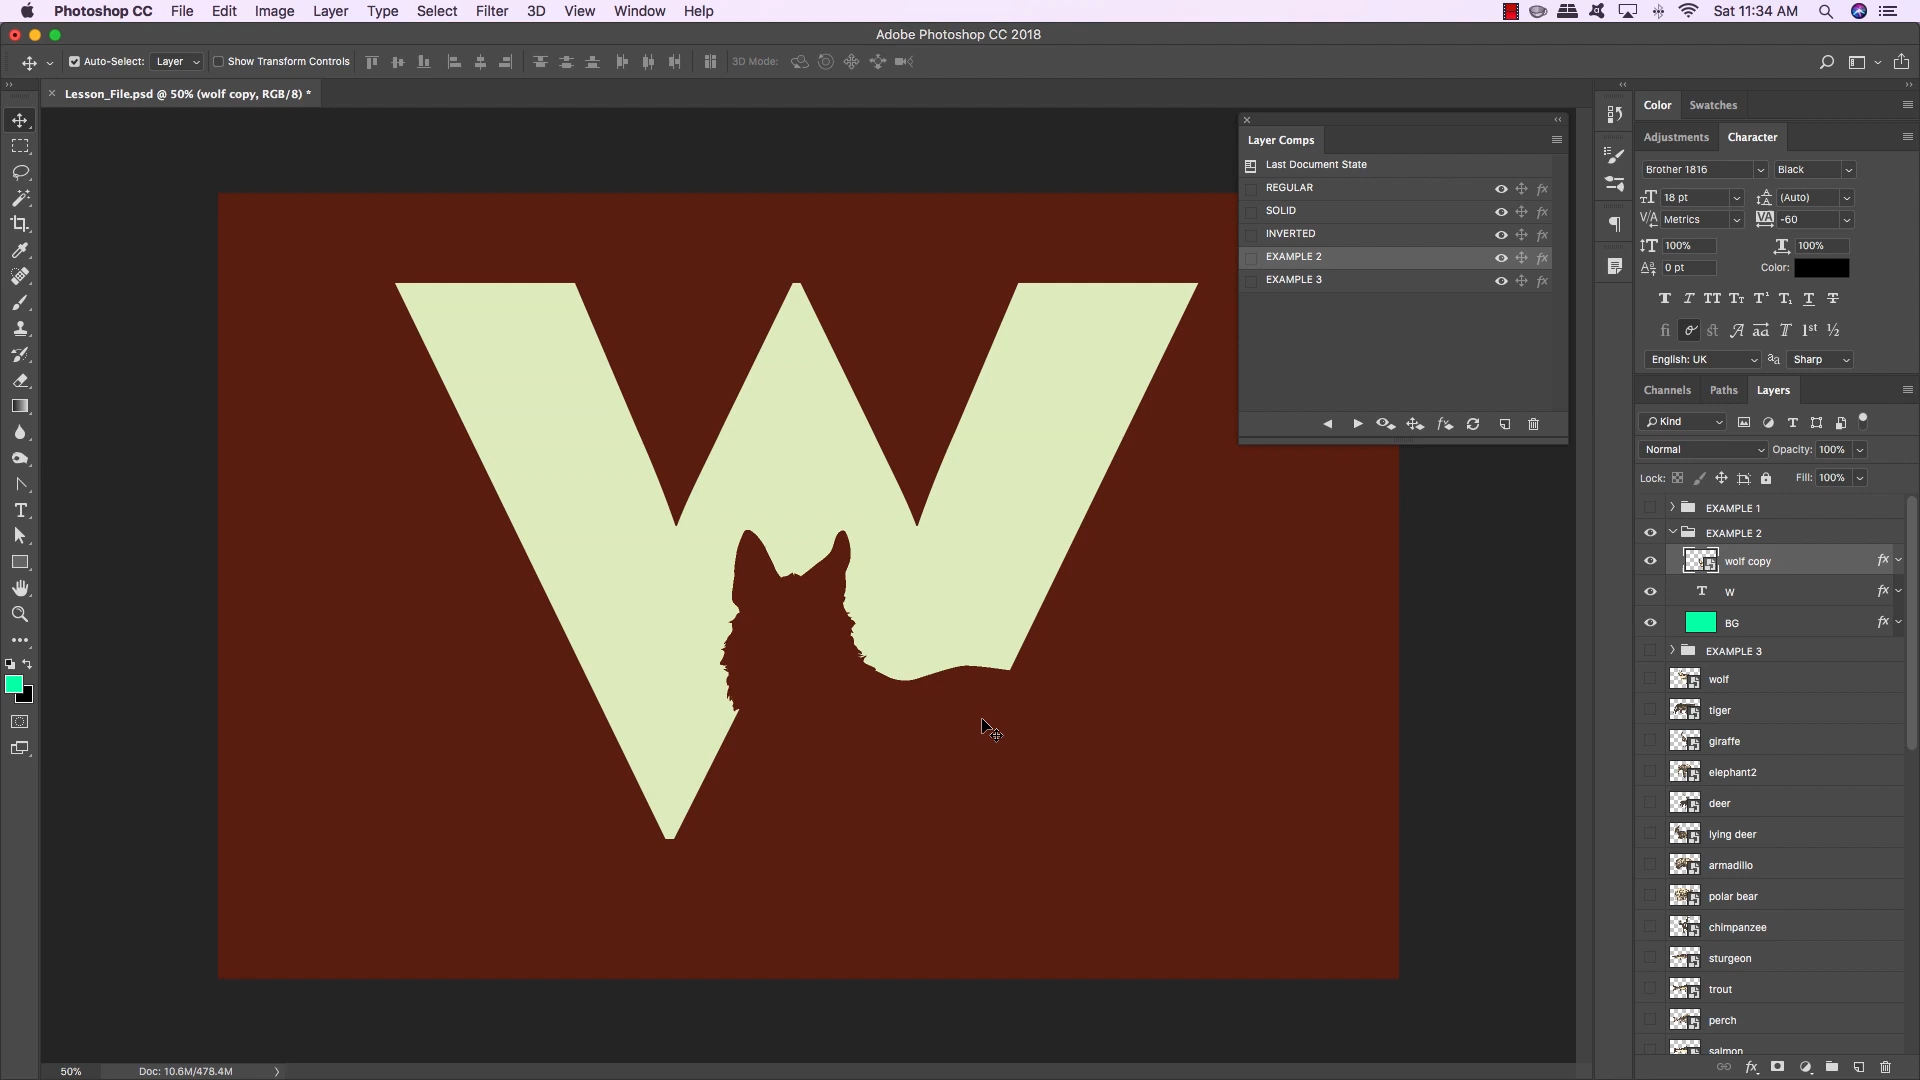 Photoshop CC File Edit Image Layer Type Select Filter 3D View Window Help Sat 11:34 AM
Adobe Photoshop CC 2018
Auto-Select: Layer Show Transform Controls 3D Mode:
Lesson_File.psd @ 50% (wolf copy, RGB/8) *
Layer Comps
Last Document State
REGULAR
SOLID
INVERTED
EXAMPLE 2
EXAMPLE 3
W
Color Swatches
Adjustments Character
Brother 1816 Black
18 pt (Auto)
Metrics -60
100% 100%
0 pt Color:
English: UK Sharp
Channels Paths Layers
Kind
Normal Opacity: 100%
Lock: Fill: 100%
EXAMPLE 1
EXAMPLE 2
wolf copy fx
W fx
BG fx
EXAMPLE 3
wolf
tiger
giraffe
elephant2
deer
lying deer
armadillo
polar bear
chimpanzee
sturgeon
trout
perch
salmon
50% Doc: 10.6M/478.4M